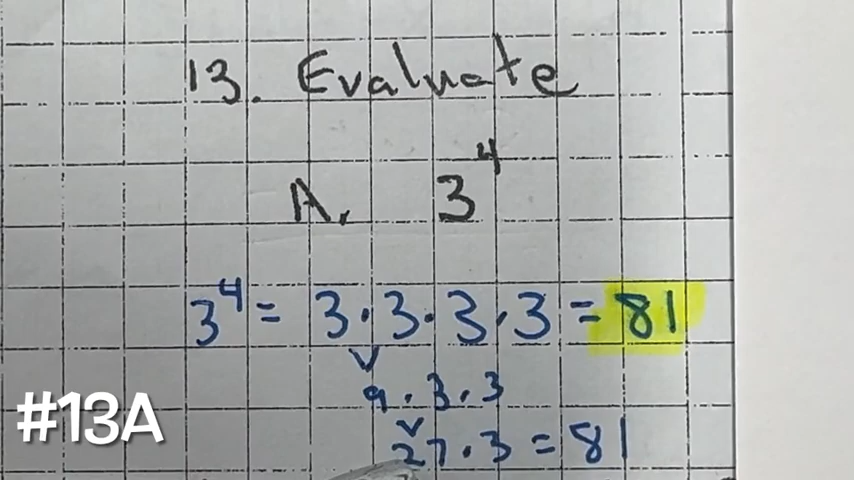 13. Evaluate
A. 3⁴
3⁴ = 3 · 3 · 3 · 3 = 81
9 · 3 · 3
27 · 3 = 81
#13A